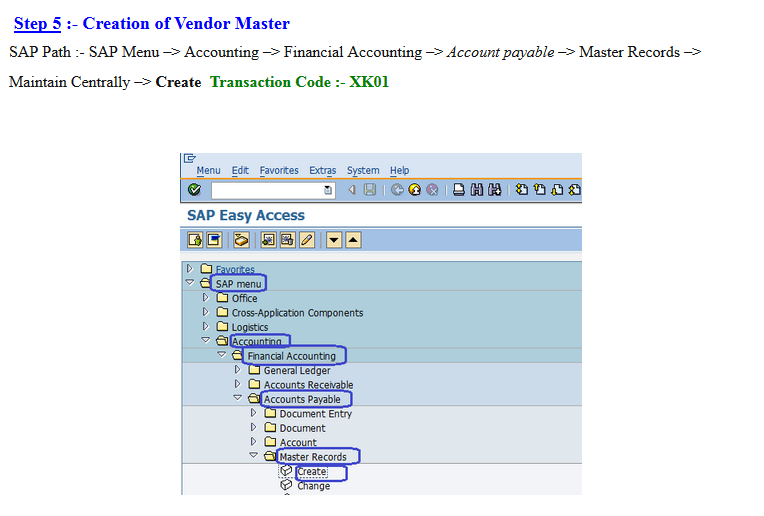 Step 5 :- Creation of Vendor Master
SAP Path :- SAP Menu –> Accounting –> Financial Accounting –> Account payable –> Master Records –>
Maintain Centrally –> Create Transaction Code :- XK01
Menu Edit Favorites Extras System Help
SAP Easy Access
Favorites
SAP menu
Office
Cross-Application Components
Logistics
Accounting
Financial Accounting
General Ledger
Accounts Receivable
Accounts Payable
Document Entry
Document
Account
Master Records
Create
Change